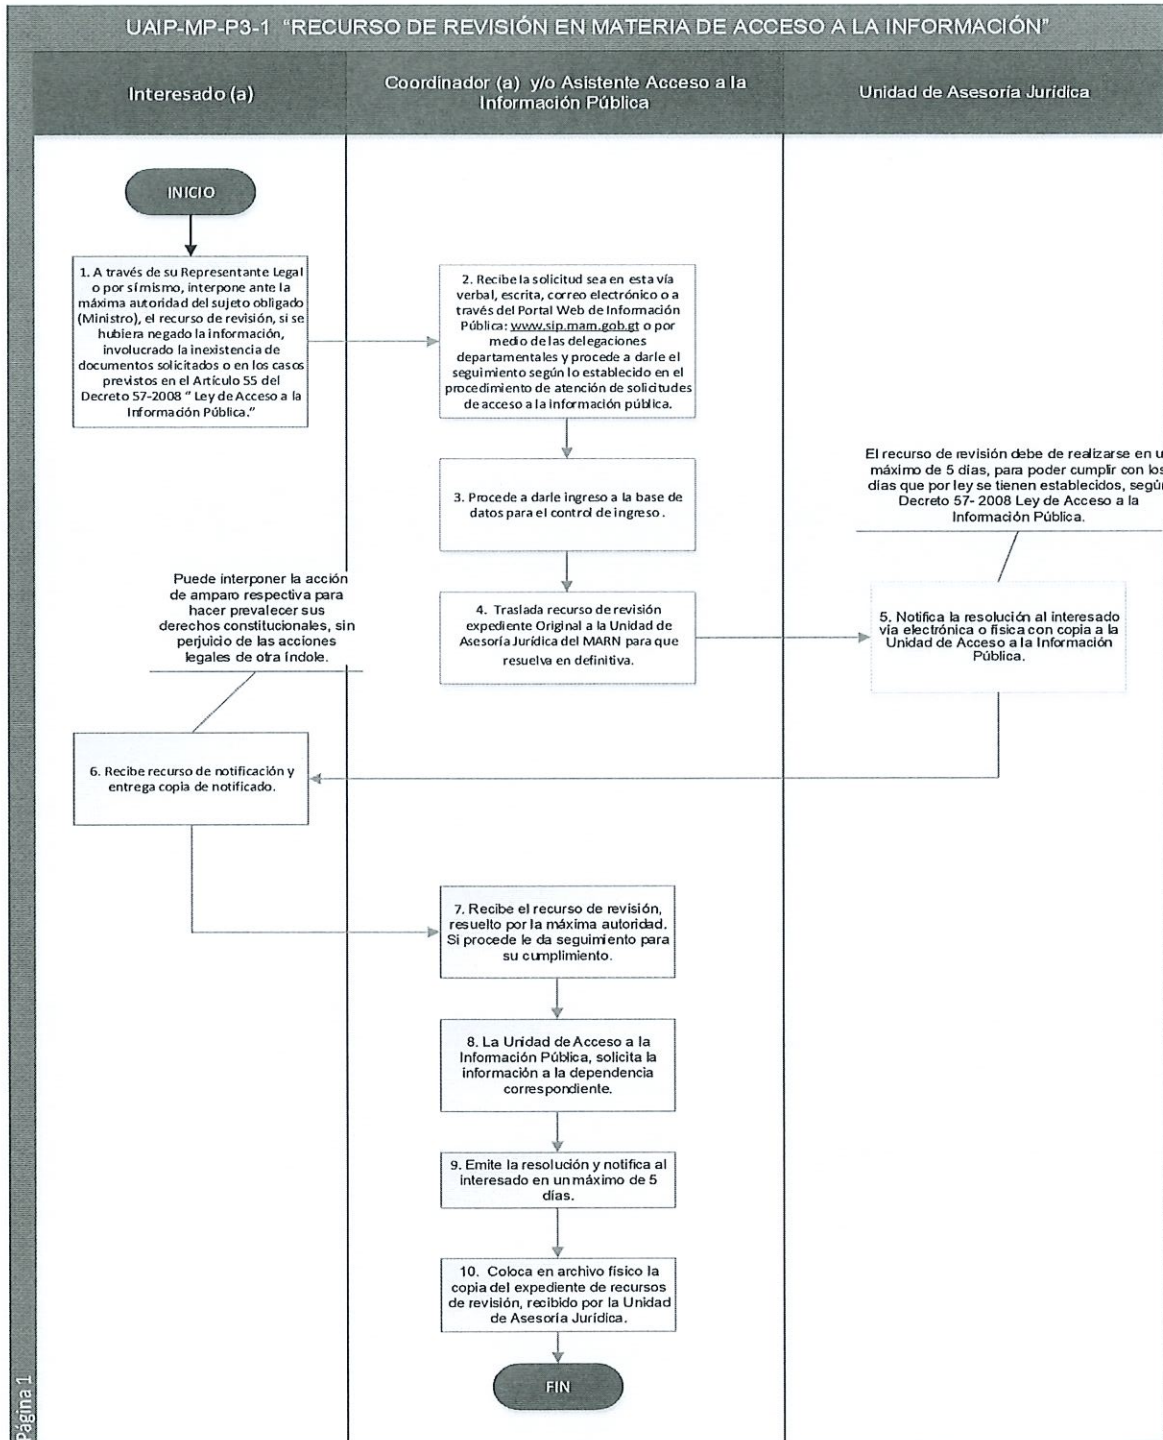 UAIP-MP-P3-1 “RECURSO DE REVISIÓN EN MATERIA DE ACCESO A LA INFORMACIÓN”
Interesado (a)
Coordinador (a) y/o Asistente Acceso a la
Información Pública
Unidad de Asesoría Jurídica
INICIO
1. A través de su Representante Legal
o por sí mismo, interpone ante la
máxima autoridad del sujeto obligado
(Ministro), el recurso de revisión, si se
hubiera negado la información,
involucrado la inexistencia de
documentos solicitados o en los casos
previstos en el Artículo 55 del
Decreto 57-2008 ” Ley de Acceso a la
Información Pública.”
2. Recibe la solicitud sea en esta vía
verbal, escrita, correo electrónico o a
través del Portal Web de Información
Pública: www.sip.marn.gob.gt o por
medio de las delegaciones
departamentales y procede a darle el
seguimiento según lo establecido en el
procedimiento de atención de solicitudes
de acceso a la información pública.
3. Procede a darle ingreso a la base de
datos para el control de ingreso .
El recurso de revisión debe de realizarse en u
máximo de 5 días, para poder cumplir con los
días que por ley se tienen establecidos, según
Decreto 57- 2008 Ley de Acceso a la
Información Pública.
Puede interponer la acción
de amparo respectiva para
hacer prevalecer sus
derechos constitucionales, sin
perjuicio de las acciones
legales de otra índole.
4. Traslada recurso de revisión
expediente Original a la Unidad de
Asesoría Jurídica del MARN para que
resuelva en definitiva.
5. Notifica la resolución al interesado
vía electrónica o física con copia a la
Unidad de Acceso a la Información
Pública.
6. Recibe recurso de notificación y
entrega copia de notificado.
7. Recibe el recurso de revisión,
resuelto por la máxima autoridad.
Si procede le da seguimiento para
su cumplimiento.
8. La Unidad de Acceso a la
Información Pública, solicita la
información a la dependencia
correspondiente.
9. Emite la resolución y notifica al
interesado en un máximo de 5
días.
10. Coloca en archivo físico la
copia del expediente de recursos
de revisión, recibido por la Unidad
de Asesoría Jurídica.
FIN
Página 1